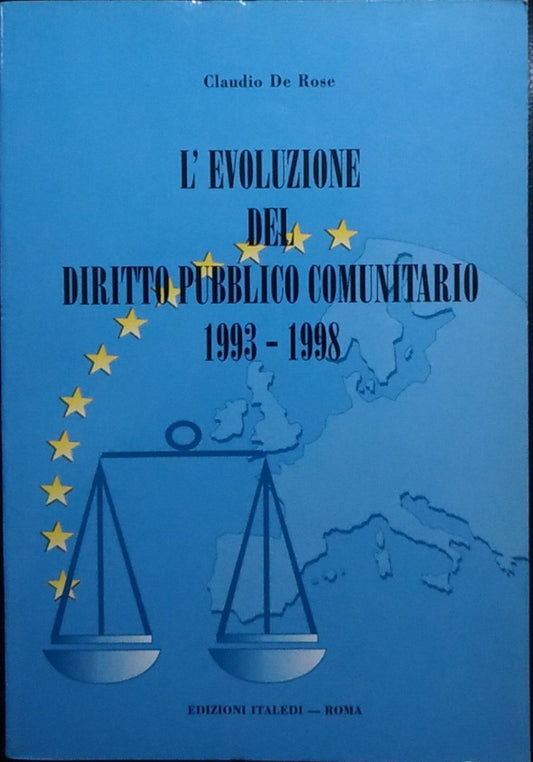 Claudio De Rose
L' EVOLUZIONE
DEL
DIRITTO PUBBLICO COMUNITARIO
1993 - 1998
EDIZIONI ITALEDI — ROMA